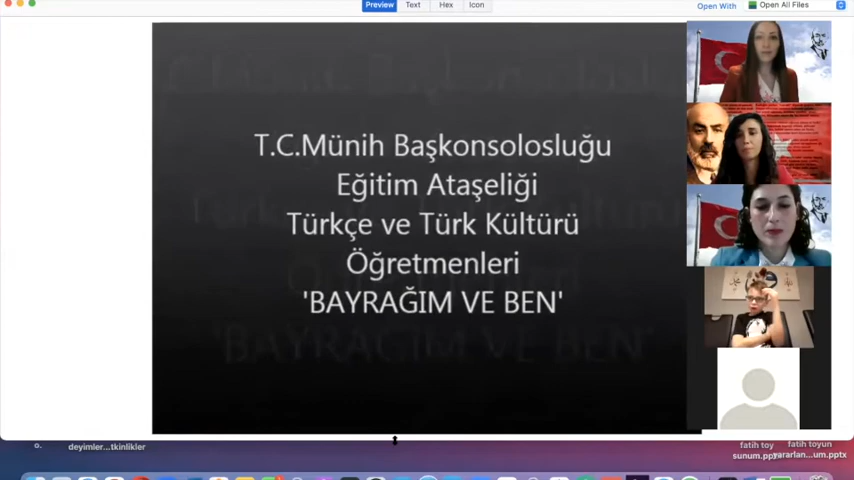 Preview Text Hex Icon
Open With
Open All Files
T.C.Münih Başkonsolosluğu
Eğitim Ataşeliği
Türkçe ve Türk Kültürü
Öğretmenleri
'BAYRAĞIM VE BEN'
o.
deyimler...tkinlikler
fatih toy
sunum.pptx
fatih toyun
yararlan...um.pptx